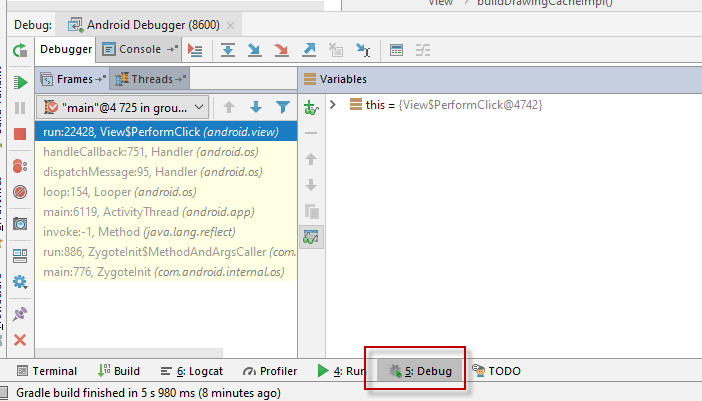 View
buildDrawingCacheImpl()
Debug: Android Debugger (8600)
Debugger Console
Frames Threads Variables
"main"@4 725 in grou...
this = {View$PerformClick@4742}
run:22428, View$PerformClick (android.view)
handleCallback:751, Handler (android.os)
dispatchMessage:95, Handler (android.os)
loop:154, Looper (android.os)
main:6119, ActivityThread (android.app)
invoke:-1, Method (java.lang.reflect)
run:886, ZygoteInit$MethodAndArgsCaller (com.
main:776, ZygoteInit (com.android.internal.os)
Terminal Build 6: Logcat Profiler 4: Run 5: Debug TODO
Gradle build finished in 5 s 980 ms (8 minutes ago)